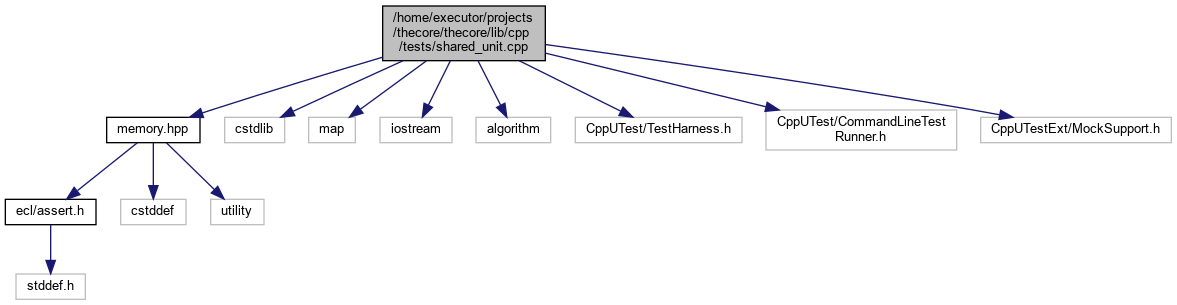 /home/executor/projects
/thecore/thecore/lib/cpp
/tests/shared_unit.cpp
memory.hpp
cstdlib
map
iostream
algorithm
CppUTest/TestHarness.h
CppUTest/CommandLineTest
Runner.h
CppUTestExt/MockSupport.h
ecl/assert.h
cstddef
utility
stddef.h